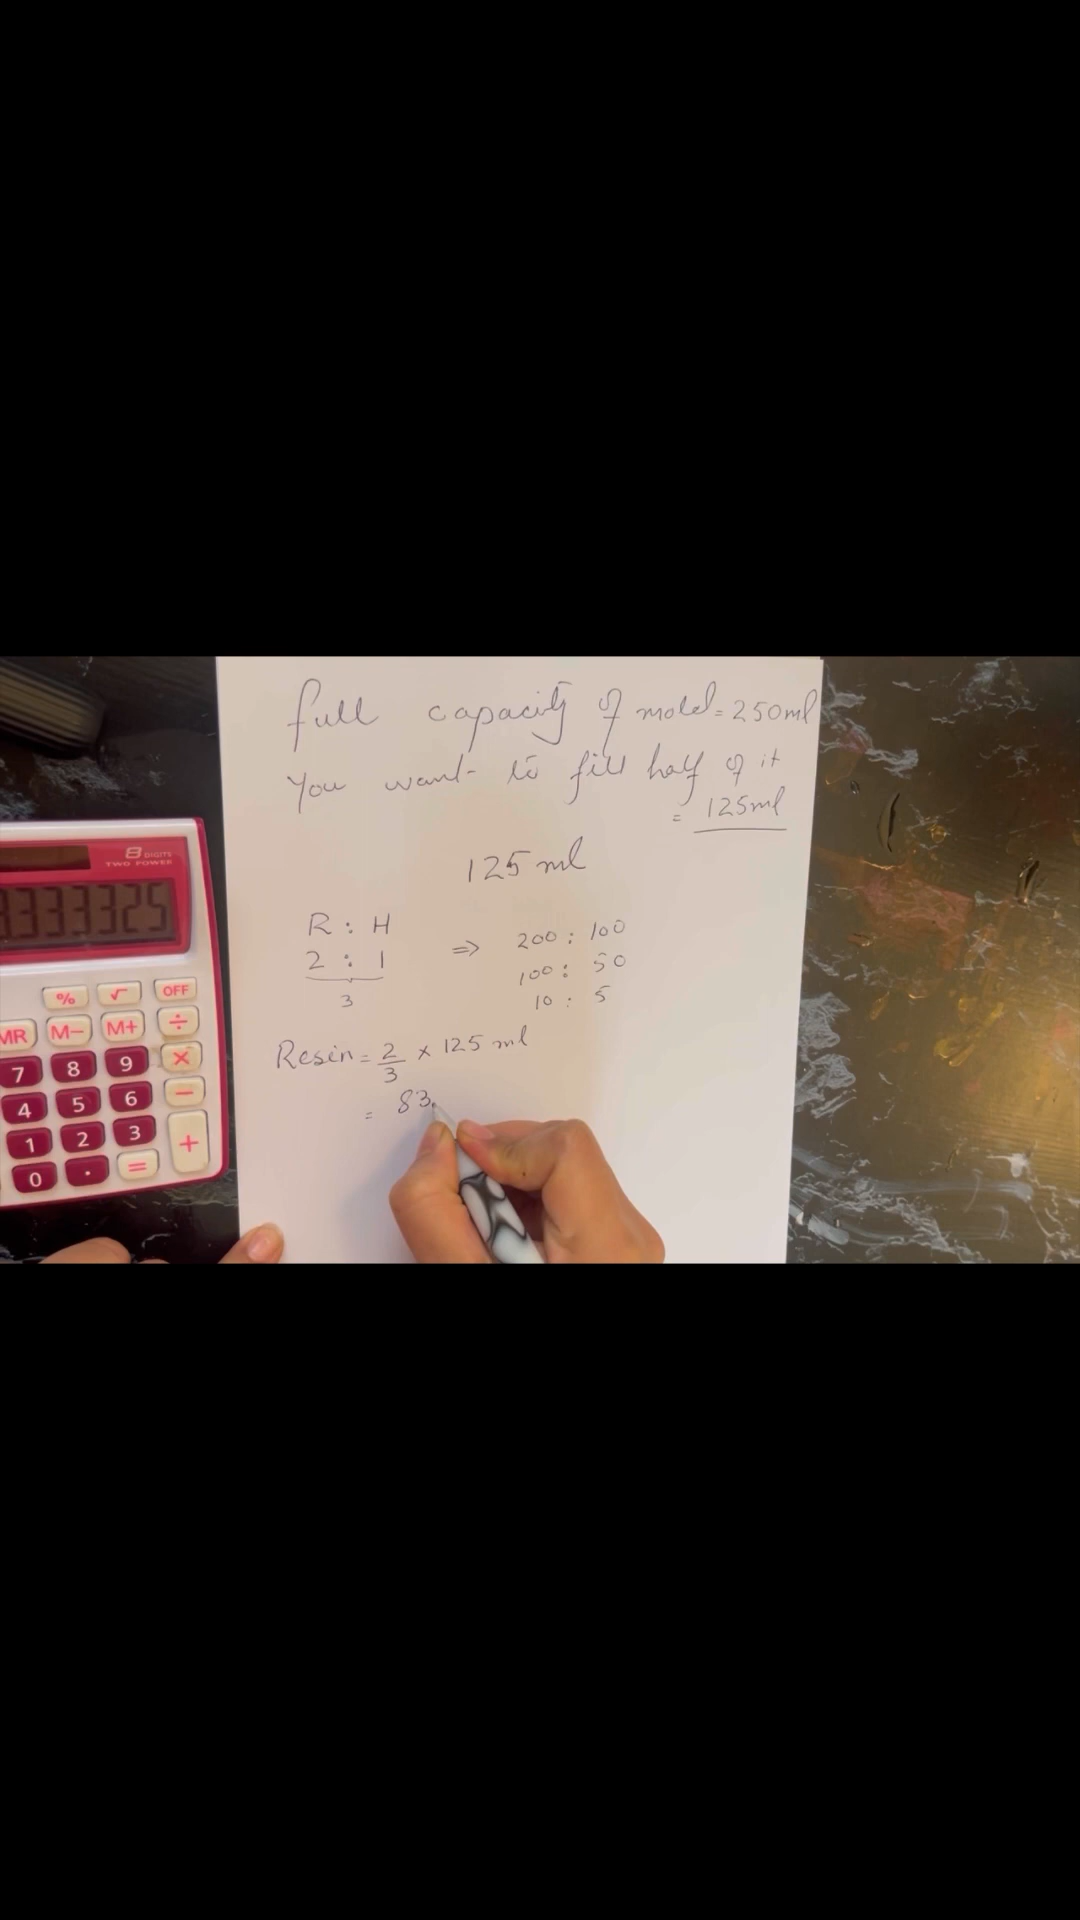 full capacity of mold = 250ml
You want to fill half of it
= 125ml
125 ml
R : H
2 : 1
3
⇒ 200 : 100
100 : 50
10 : 5
Resin = 2/3 × 125 ml
= 83.
8 DIGITS
TWO POWER
333325
% √ OFF
MR M− M+ ÷
7 8 9 ×
4 5 6 −
1 2 3 +
0 . =